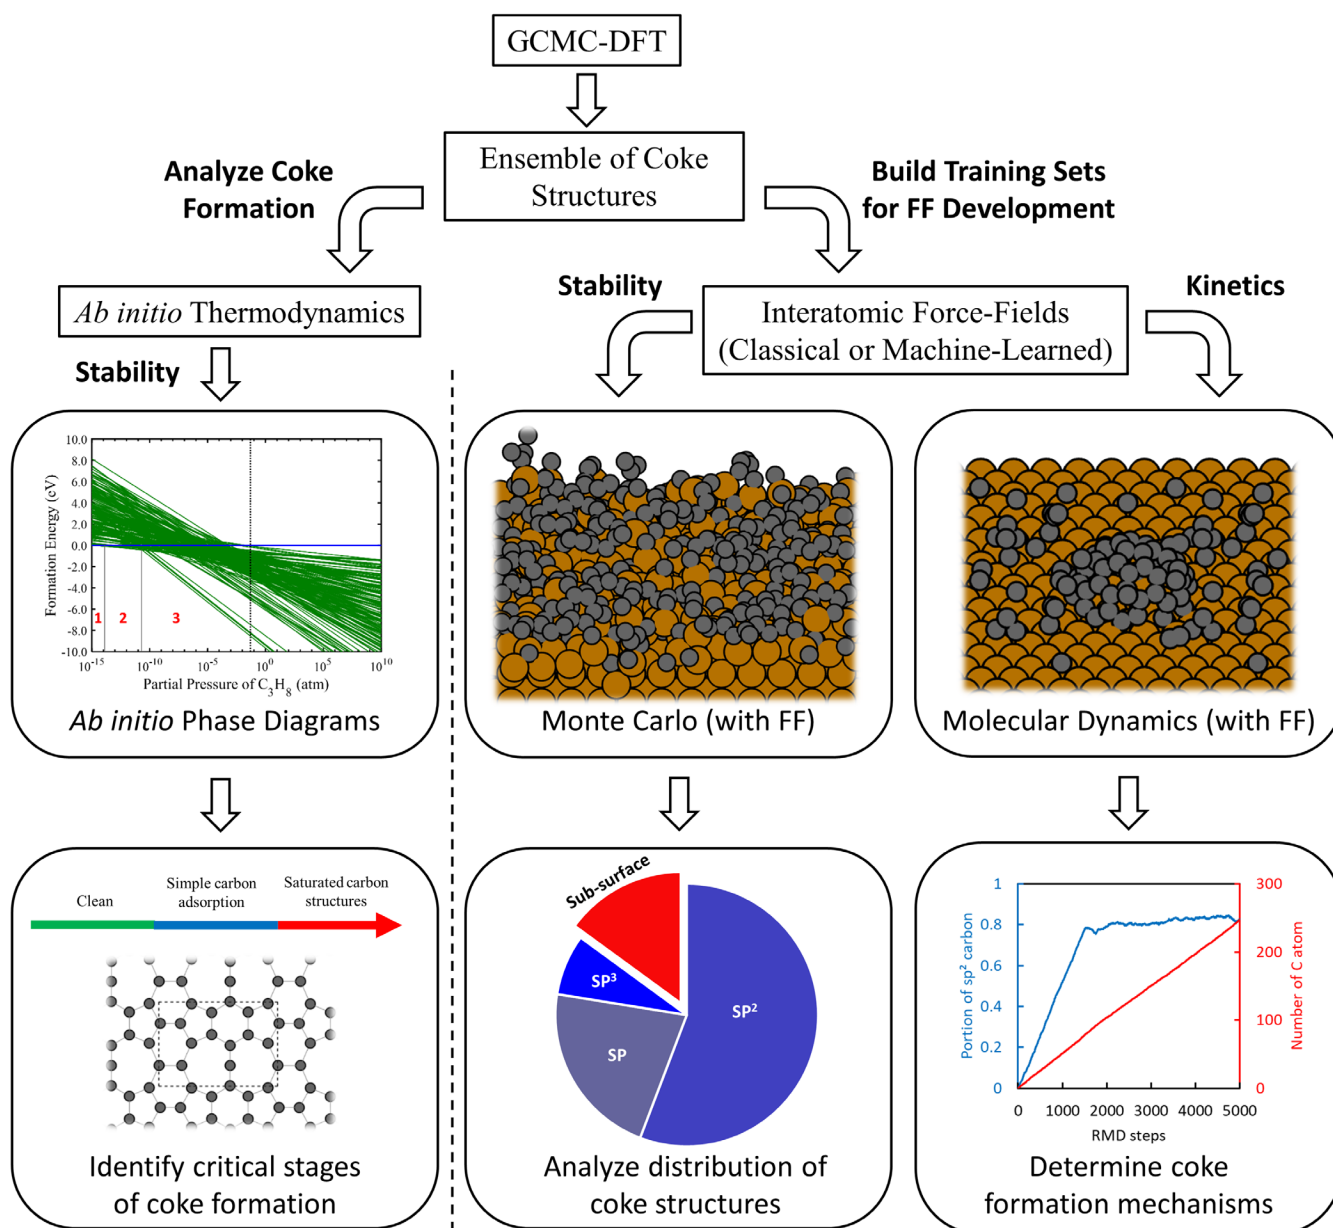 GCMC-DFT
Ensemble of Coke
Structures
Analyze Coke
Formation
Build Training Sets
for FF Development
Ab initio Thermodynamics
Stability
Stability
Interatomic Force-Fields
(Classical or Machine-Learned)
Kinetics
Formation Energy (eV)
10.0
8.0
6.0
4.0
2.0
0.0
-2.0
-4.0
-6.0
-8.0
-10.0
1 2 3
10⁻¹⁵ 10⁻¹⁰ 10⁻⁵ 10⁰ 10⁵ 10¹⁰
Partial Pressure of C₃H₈ (atm)
Ab initio Phase Diagrams
Monte Carlo (with FF)
Molecular Dynamics (with FF)
Clean
Simple carbon
adsorption
Saturated carbon
structures
Identify critical stages
of coke formation
Sub-surface
SP³
SP²
SP
Analyze distribution of
coke structures
Portion of sp² carbon
1
0.8
0.6
0.4
0.2
0
Number of C atom
300
200
100
0
0 1000 2000 3000 4000 5000
RMD steps
Determine coke
formation mechanisms